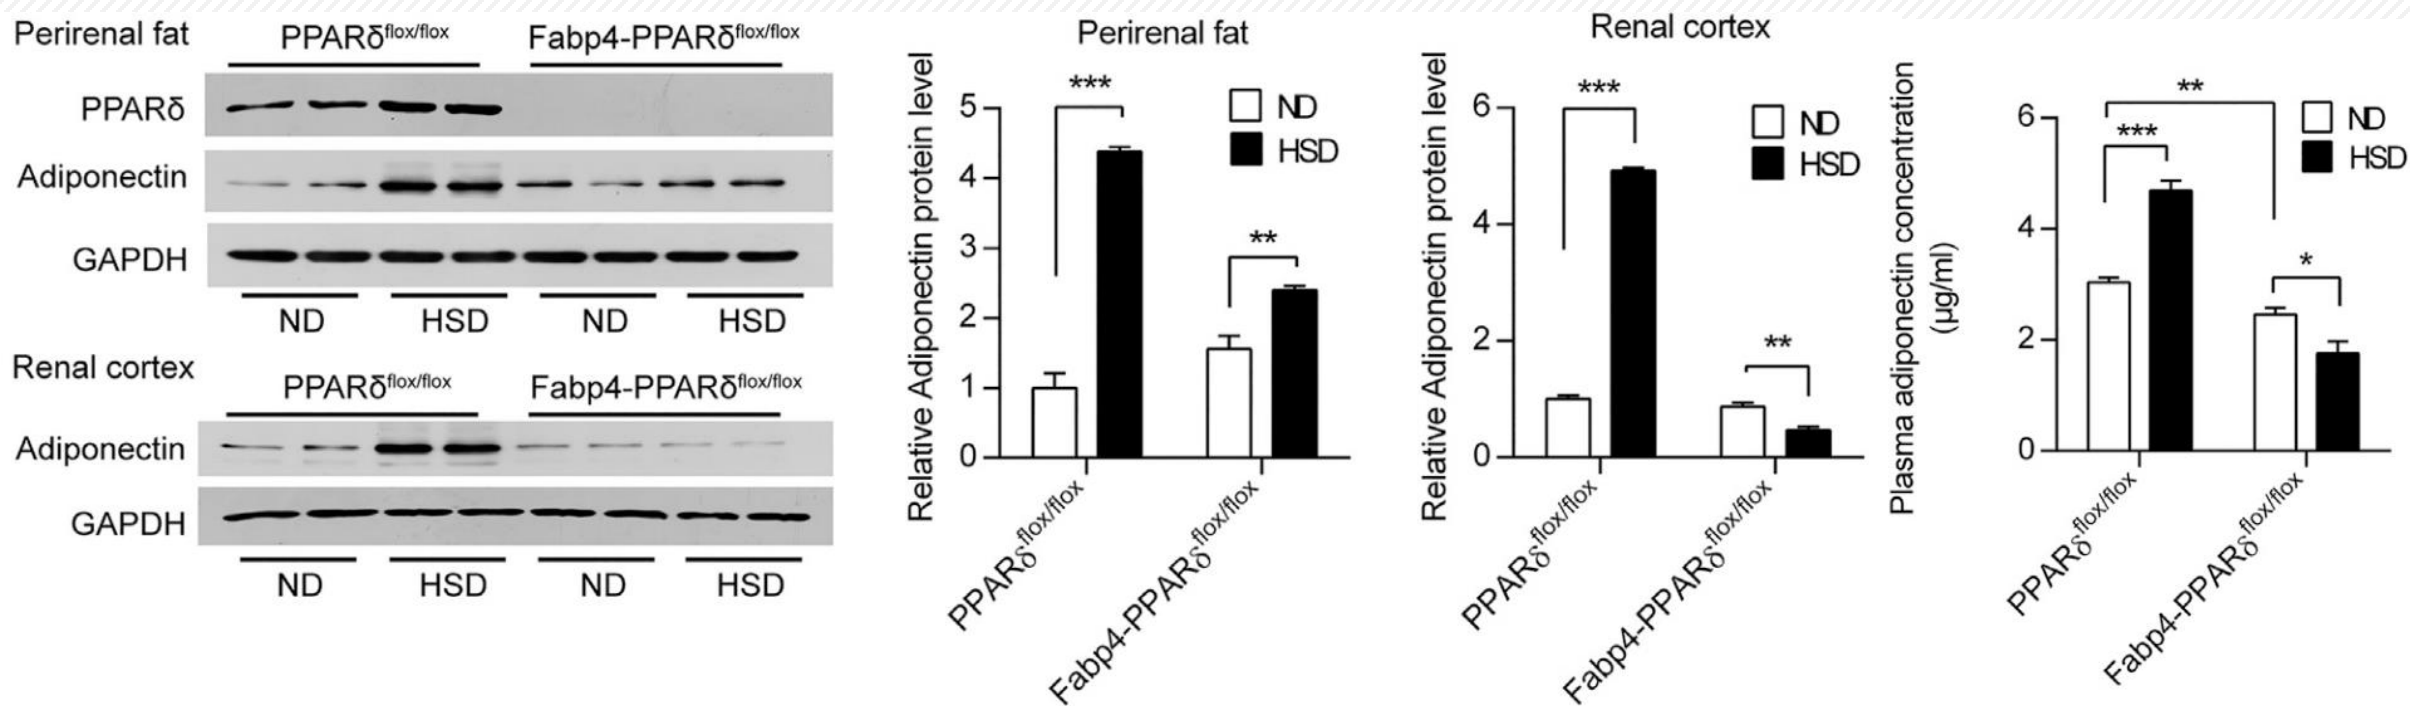 Perirenal fat
PPARδflox/flox
Fabp4-PPARδflox/flox
PPARδ
Adiponectin
GAPDH
ND
HSD
ND
HSD
Renal cortex
PPARδflox/flox
Fabp4-PPARδflox/flox
Adiponectin
GAPDH
ND
HSD
ND
HSD
Perirenal fat
Relative Adiponectin protein level
5
4
3
2
1
0
***
**
ND
HSD
PPARδflox/flox
Fabp4-PPARδflox/flox
Renal cortex
Relative Adiponectin protein level
6
4
2
0
***
**
ND
HSD
PPARδflox/flox
Fabp4-PPARδflox/flox
Plasma adiponectin concentration
(μg/ml)
6
4
2
0
**
***
*
ND
HSD
PPARδflox/flox
Fabp4-PPARδflox/flox